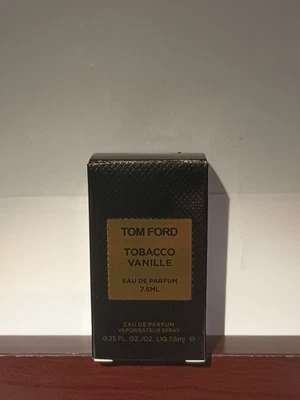 TOM FORD
TOBACCO
VANILLE
EAU DE PARFUM
7.5ML
EAU DE PARFUM
VAPORISATEUR SPRAY
0.25 FL. OZ./OZ. LIQ. 7.5ml ℮